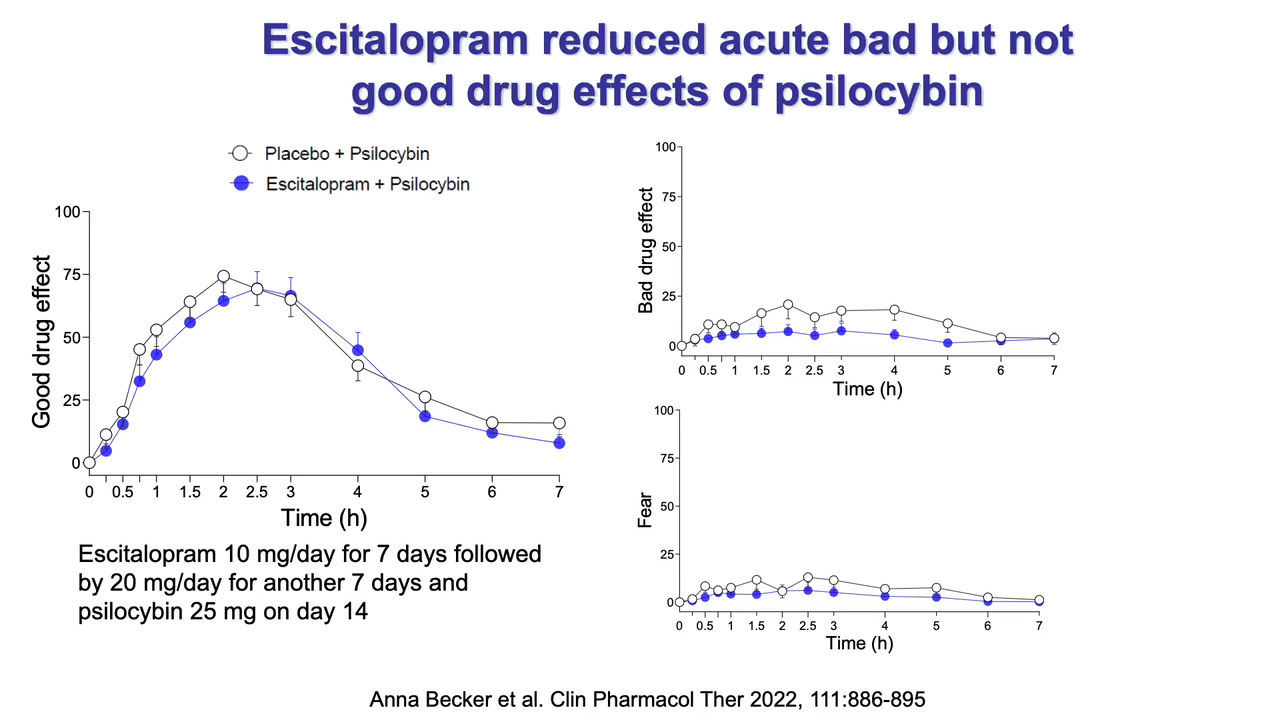 Escitalopram reduced acute bad but not
good drug effects of psilocybin
Placebo + Psilocybin
Escitalopram + Psilocybin
Good drug effect
100
75
50
25
0
0 0.5 1 1.5 2 2.5 3 4 5 6 7
Time (h)
Escitalopram 10 mg/day for 7 days followed
by 20 mg/day for another 7 days and
psilocybin 25 mg on day 14
Bad drug effect
100
75
50
25
0
0 0.5 1 1.5 2 2.5 3 4 5 6 7
Time (h)
Fear
100
75
50
25
0
0 0.5 1 1.5 2 2.5 3 4 5 6 7
Time (h)
Anna Becker et al. Clin Pharmacol Ther 2022, 111:886-895